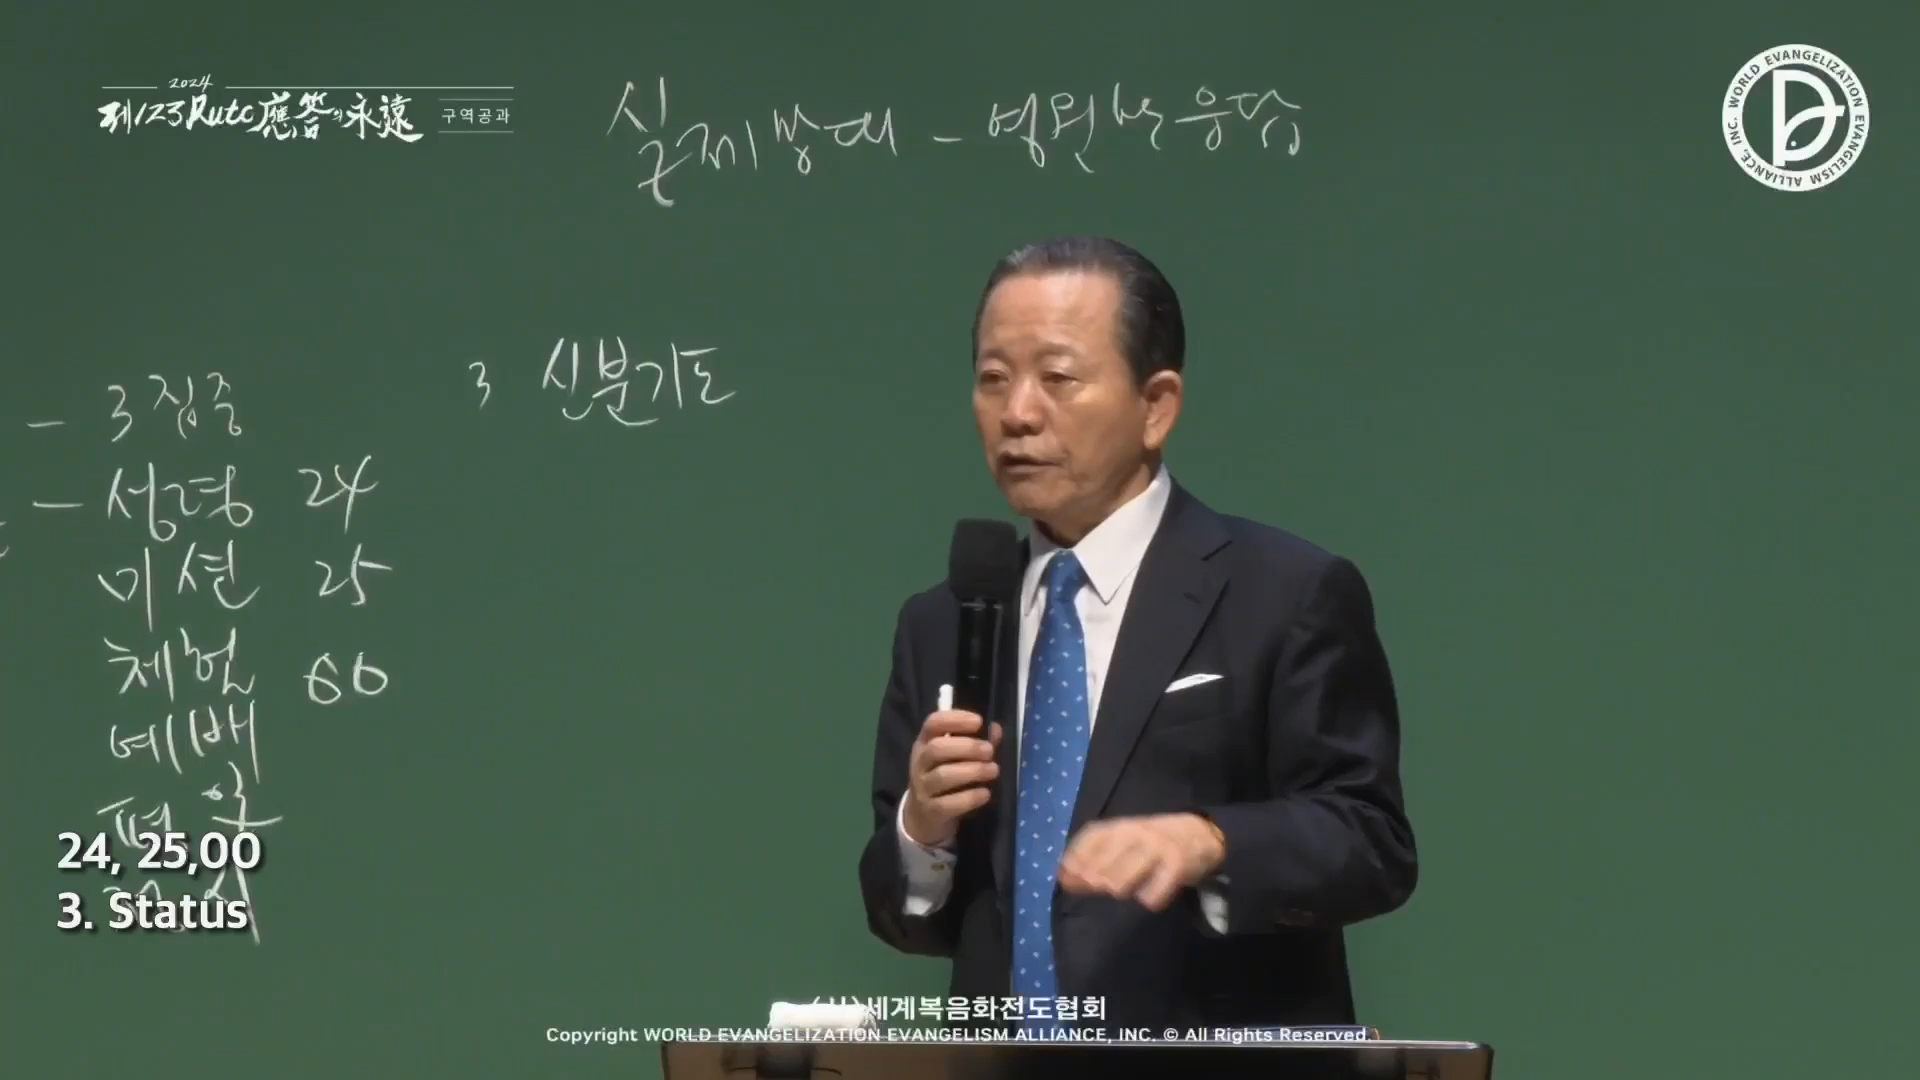 2024
제123 Rutc 應答의 永遠 구역공과
WORLD EVANGELIZATION EVANGELISM ALLIANCE, INC.
실제망대 - 영원한 응답
- 3집중
3 신분기도
- 성령 24
미션 25
체험 00
예배
24, 25,00
3. Status
세계복음화전도협회
Copyright WORLD EVANGELIZATION EVANGELISM ALLIANCE, INC. © All Rights Reserved.